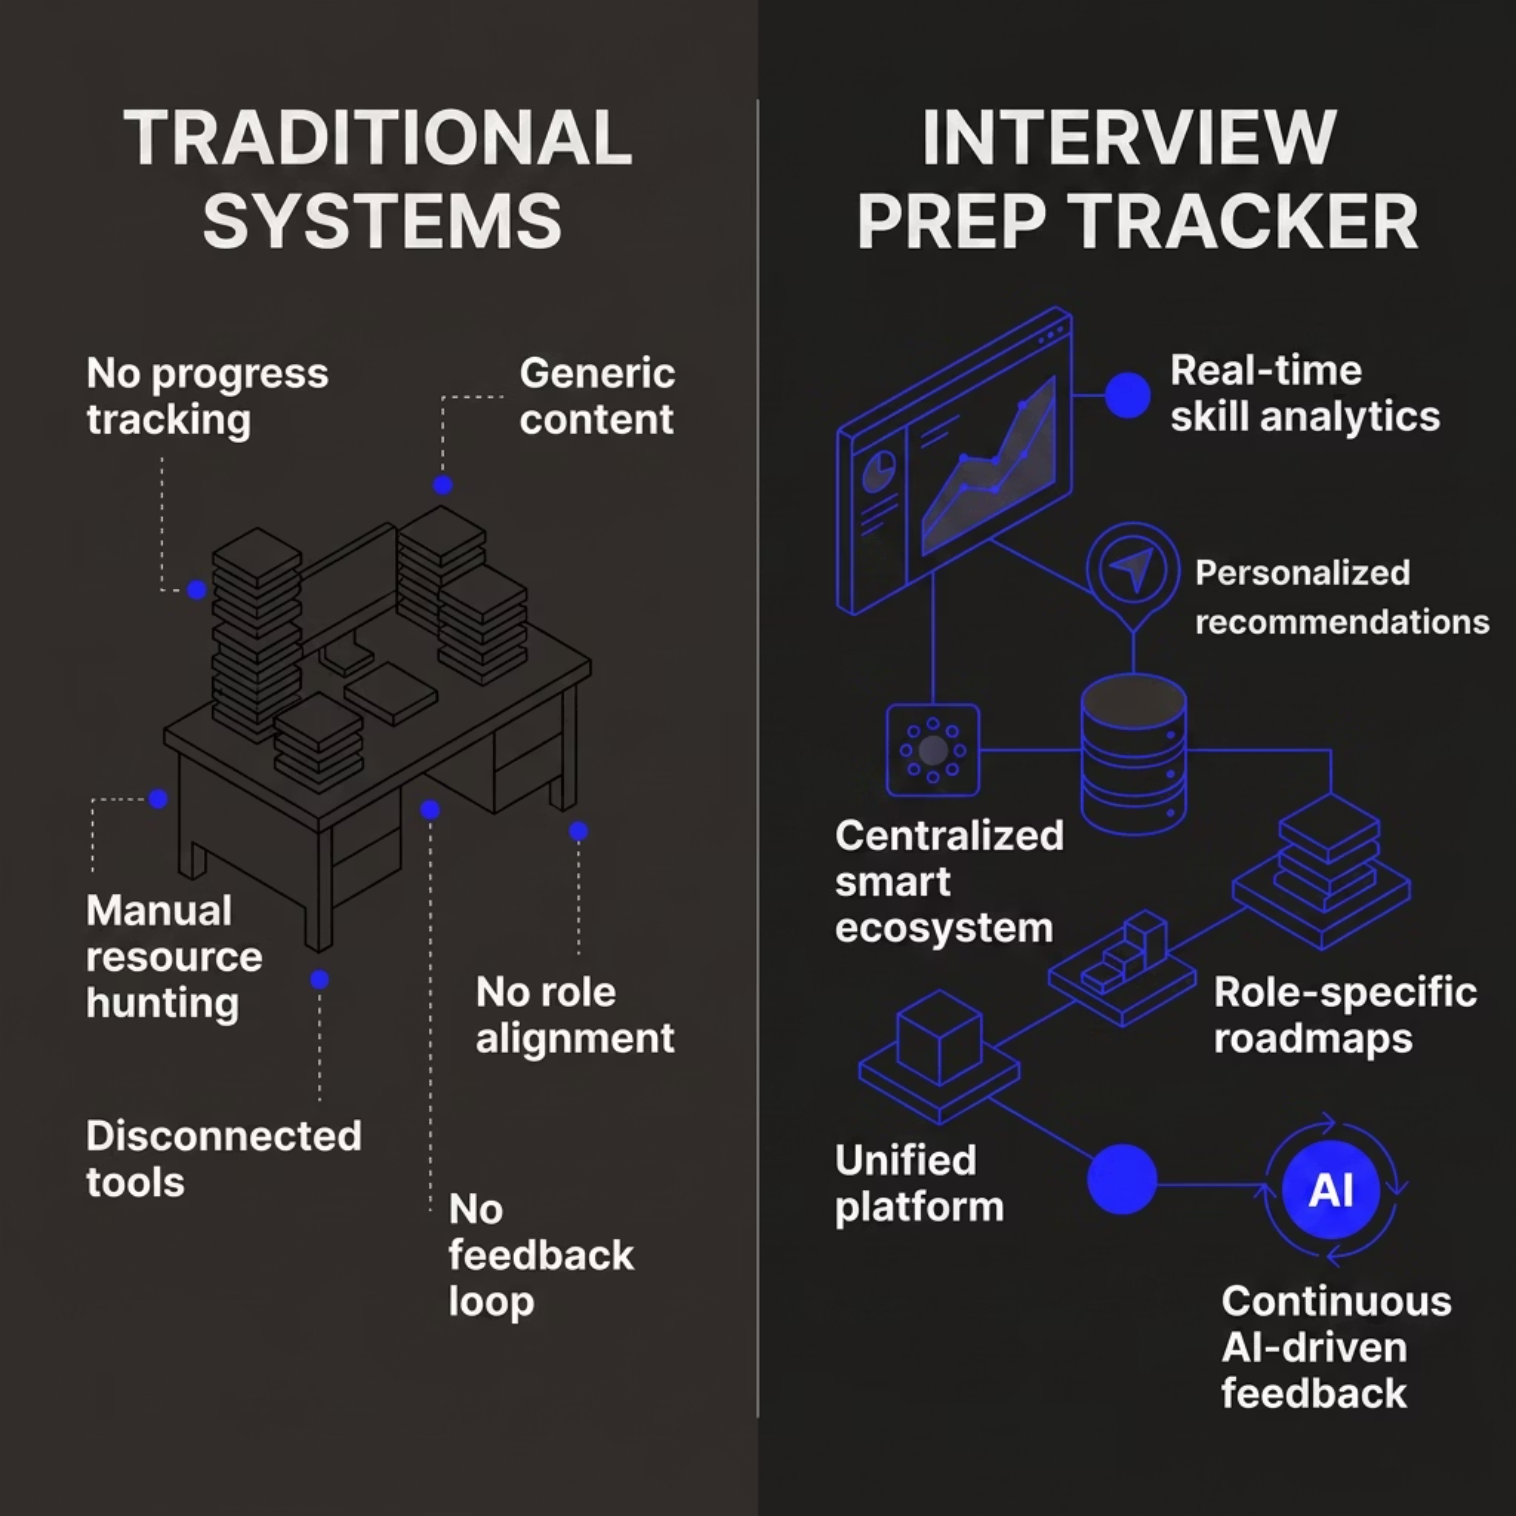 TRADITIONAL
SYSTEMS
No progress
tracking
Generic
content
Manual
resource
hunting
No role
alignment
Disconnected
tools
No
feedback
loop
INTERVIEW
PREP TRACKER
Real-time
skill analytics
Personalized
recommendations
Centralized
smart
ecosystem
Role-specific
roadmaps
Unified
platform
AI
Continuous
AI-driven
feedback